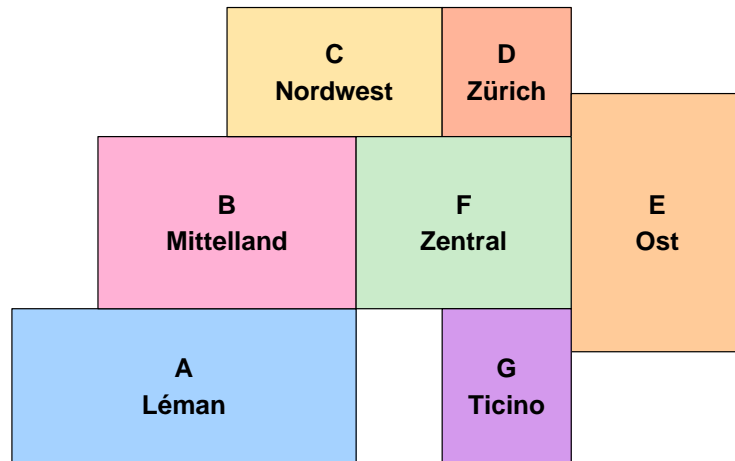 C
Nordwest
D
Zürich
B
Mittelland
F
Zentral
E
Ost
A
Léman
G
Ticino